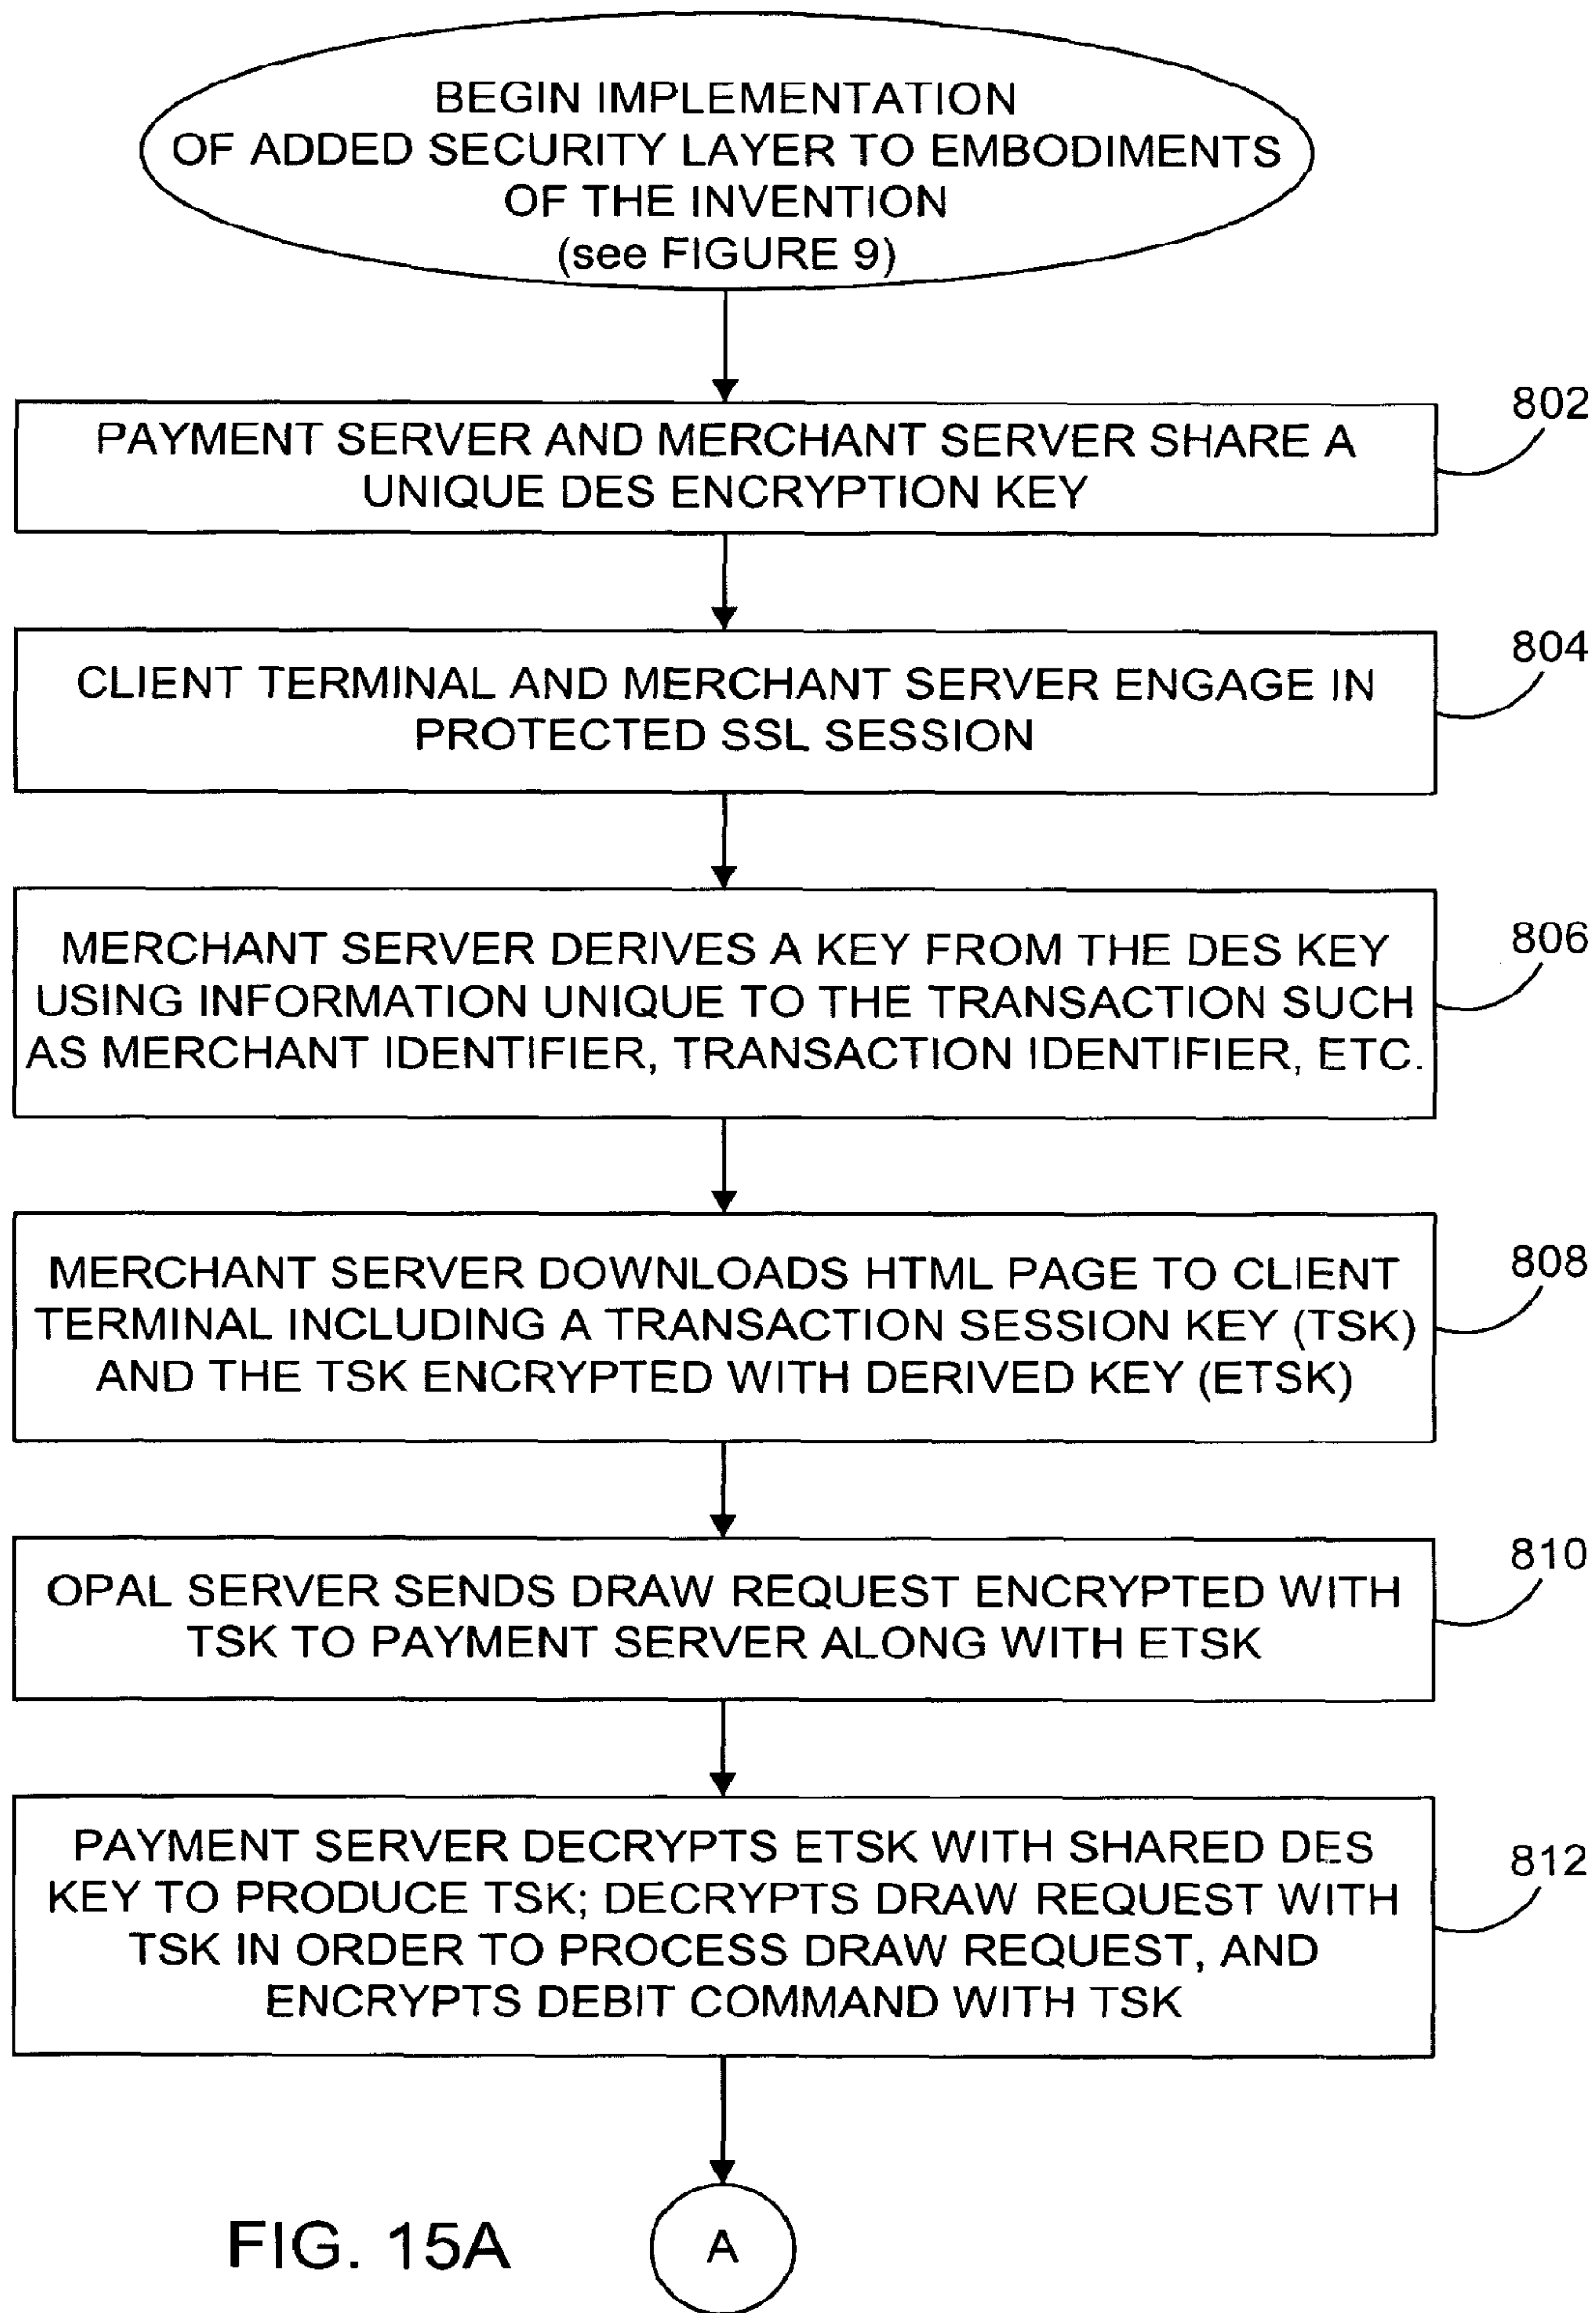 BEGIN IMPLEMENTATION
OF ADDED SECURITY LAYER TO EMBODIMENTS
OF THE INVENTION
(see FIGURE 9)
802
PAYMENT SERVER AND MERCHANT SERVER SHARE A
UNIQUE DES ENCRYPTION KEY
804
CLIENT TERMINAL AND MERCHANT SERVER ENGAGE IN
PROTECTED SSL SESSION
806
MERCHANT SERVER DERIVES A KEY FROM THE DES KEY
USING INFORMATION UNIQUE TO THE TRANSACTION SUCH
AS MERCHANT IDENTIFIER, TRANSACTION IDENTIFIER, ETC.
808
MERCHANT SERVER DOWNLOADS HTML PAGE TO CLIENT
TERMINAL INCLUDING A TRANSACTION SESSION KEY (TSK)
AND THE TSK ENCRYPTED WITH DERIVED KEY (ETSK)
810
OPAL SERVER SENDS DRAW REQUEST ENCRYPTED WITH
TSK TO PAYMENT SERVER ALONG WITH ETSK
812
PAYMENT SERVER DECRYPTS ETSK WITH SHARED DES
KEY TO PRODUCE TSK; DECRYPTS DRAW REQUEST WITH
TSK IN ORDER TO PROCESS DRAW REQUEST, AND
ENCRYPTS DEBIT COMMAND WITH TSK
FIG. 15A
A